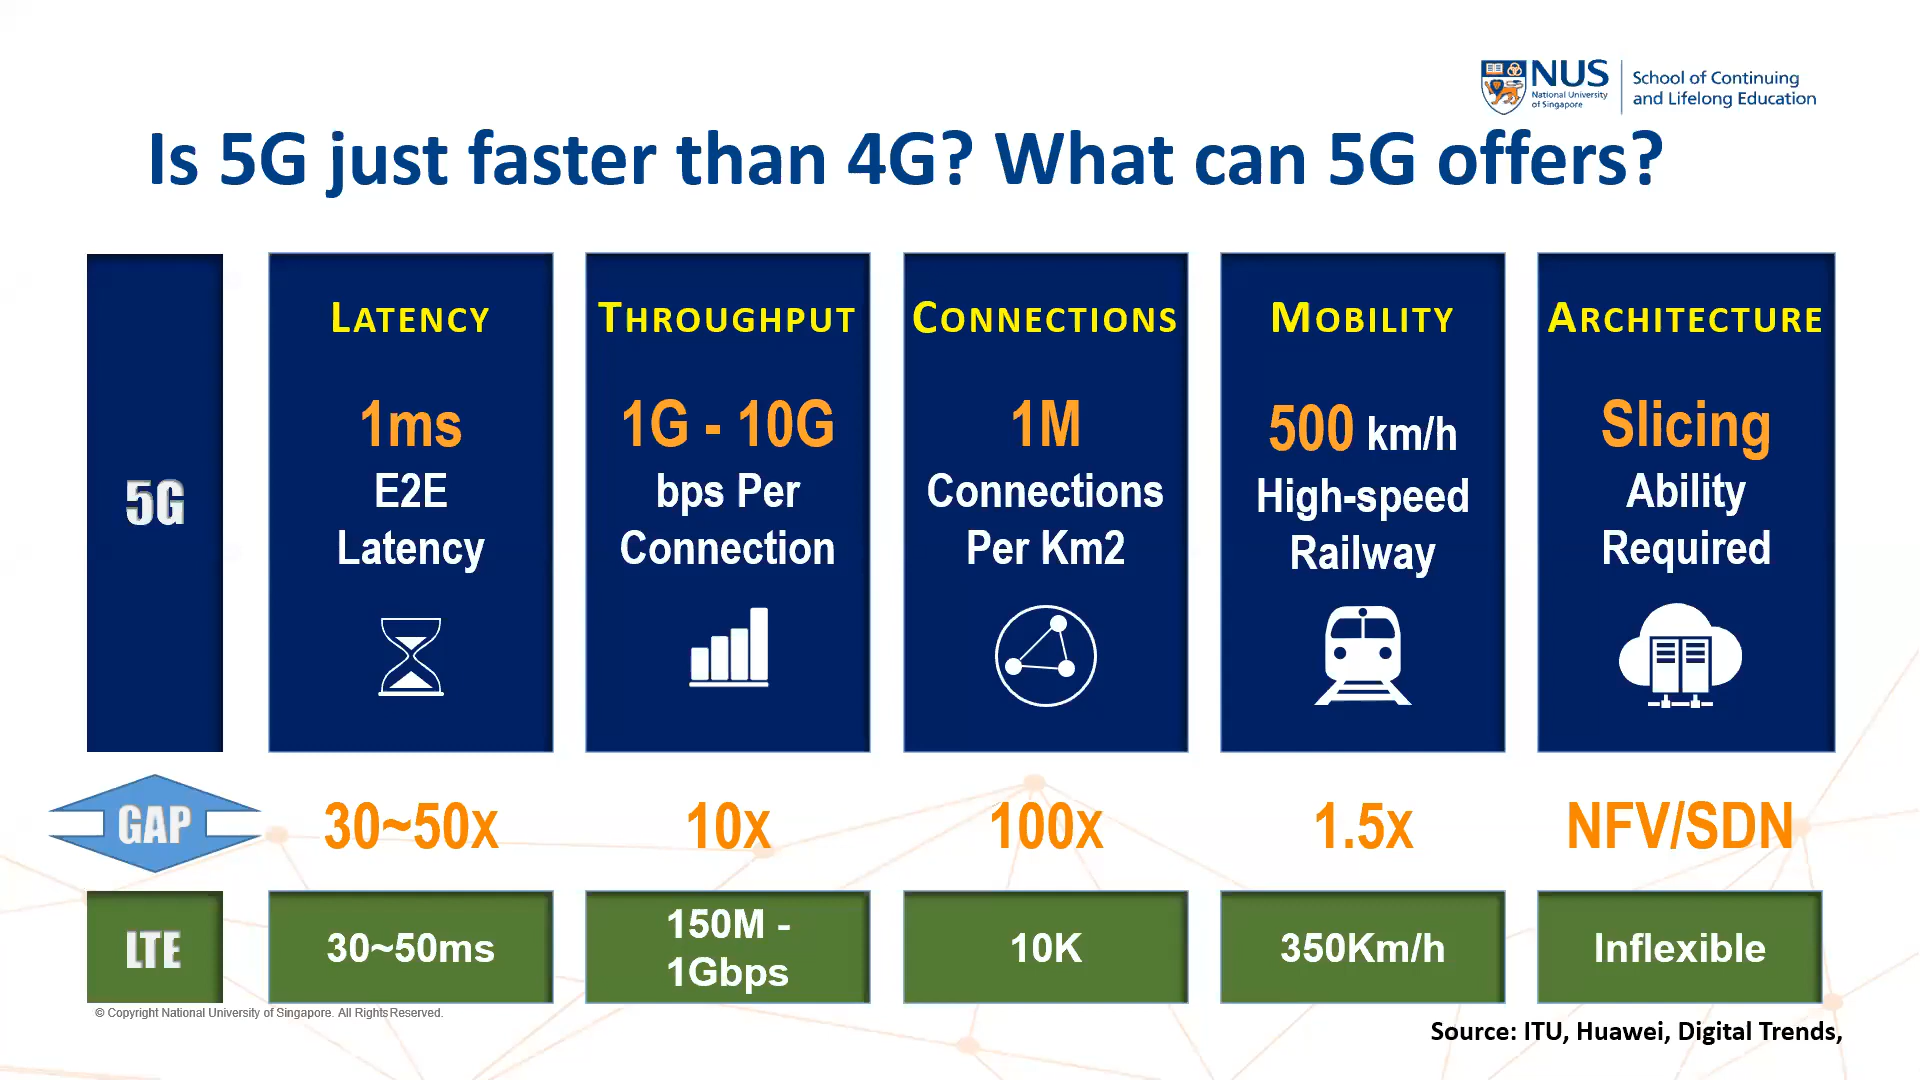 NUS
National University
of Singapore
School of Continuing
and Lifelong Education
Is 5G just faster than 4G? What can 5G offers?
5G
LATENCY
1ms
E2E
Latency
THROUGHPUT
1G - 10G
bps Per
Connection
CONNECTIONS
1M
Connections
Per Km2
MOBILITY
500 km/h
High-speed
Railway
ARCHITECTURE
Slicing
Ability
Required
GAP
30~50x
10x
100x
1.5x
NFV/SDN
LTE
30~50ms
150M -
1Gbps
10K
350Km/h
Inflexible
© Copyright National University of Singapore. All Rights Reserved.
Source: ITU, Huawei, Digital Trends,